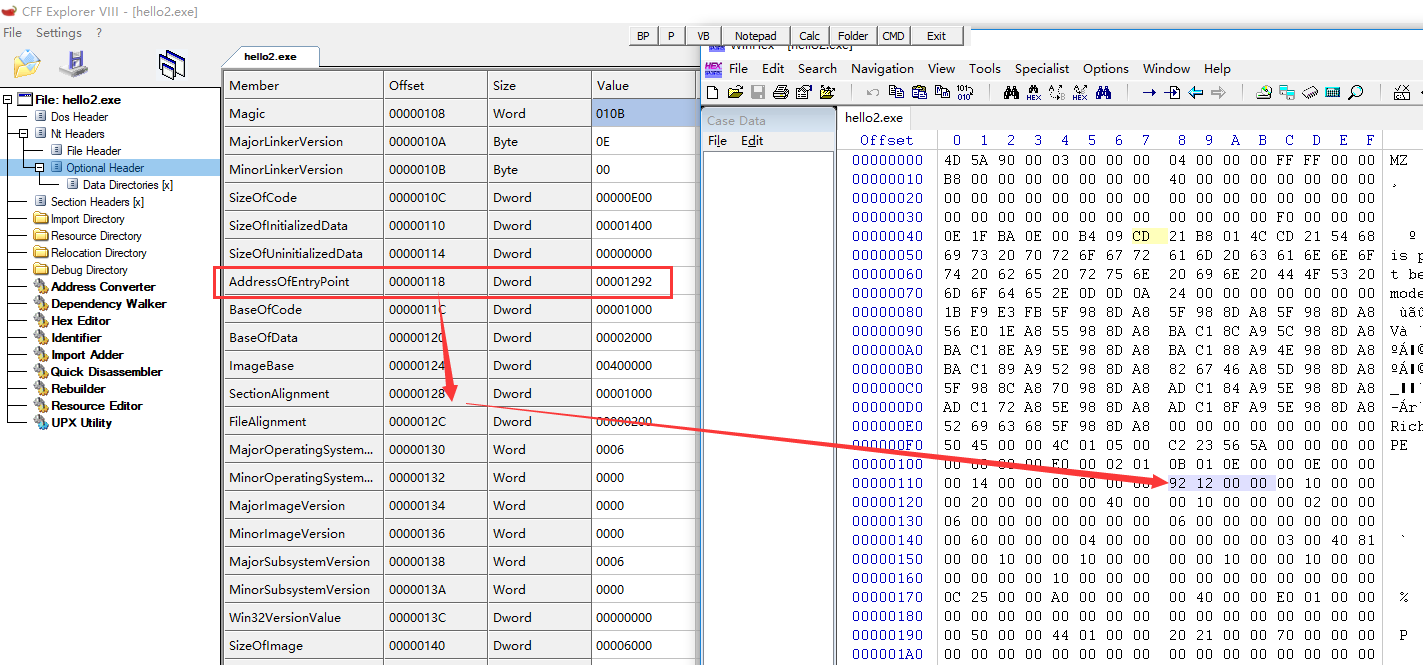 CFF Explorer VIII - [hello2.exe]
File Settings ?
BP P VB Notepad Calc Folder CMD Exit
File: hello2.exe
Dos Header
Nt Headers
File Header
Optional Header
Data Directories [x]
Section Headers [x]
Import Directory
Resource Directory
Relocation Directory
Debug Directory
Address Converter
Dependency Walker
Hex Editor
Identifier
Import Adder
Quick Disassembler
Rebuilder
Resource Editor
UPX Utility
hello2.exe
Member Offset Size Value
Magic 00000108 Word 010B
MajorLinkerVersion 0000010A Byte 0E
MinorLinkerVersion 0000010B Byte 00
SizeOfCode 0000010C Dword 00000E00
SizeOfInitializedData 00000110 Dword 00001400
SizeOfUninitializedData 00000114 Dword 00000000
AddressOfEntryPoint 00000118 Dword 00001292
BaseOfCode 0000011C Dword 00001000
BaseOfData 00000120 Dword 00002000
ImageBase 00000124 Dword 00400000
SectionAlignment 00000128 Dword 00001000
FileAlignment 0000012C Dword 00000200
MajorOperatingSystem... 00000130 Word 0006
MinorOperatingSystem... 00000132 Word 0000
MajorImageVersion 00000134 Word 0000
MinorImageVersion 00000136 Word 0000
MajorSubsystemVersion 00000138 Word 0006
MinorSubsystemVersion 0000013A Word 0000
Win32VersionValue 0000013C Dword 00000000
SizeOfImage 00000140 Dword 00006000
WinHex - [hello2.exe]
File Edit Search Navigation View Tools Specialist Options Window Help
Case Data
File Edit
hello2.exe
Offset 0 1 2 3 4 5 6 7 8 9 A B C D E F
00000000 4D 5A 90 00 03 00 00 00 04 00 00 00 FF FF 00 00 MZ
00000010 B8 00 00 00 00 00 00 00 40 00 00 00 00 00 00 00 ¸
00000020 00 00 00 00 00 00 00 00 00 00 00 00 00 00 00 00
00000030 00 00 00 00 00 00 00 00 00 00 00 00 F0 00 00 00
00000040 0E 1F BA 0E 00 B4 09 CD 21 B8 01 4C CD 21 54 68 º
00000050 69 73 20 70 72 6F 67 72 61 6D 20 63 61 6E 6E 6F is p
00000060 74 20 62 65 20 72 75 6E 20 69 6E 20 44 4F 53 20 t be
00000070 6D 6F 64 65 2E 0D 0D 0A 24 00 00 00 00 00 00 00 mode
00000080 1B F9 E3 FB 5F 98 8D A8 5F 98 8D A8 5F 98 8D A8 ùãû
00000090 56 E0 1E A8 55 98 8D A8 BA C1 8C A9 5C 98 8D A8 Và ¨
000000A0 BA C1 8E A9 5E 98 8D A8 BA C1 88 A9 4E 98 8D A8 ºÁ ©
000000B0 BA C1 89 A9 52 98 8D A8 82 67 46 A8 5D 98 8D A8 ºÁ ©
000000C0 5F 98 8C A8 70 98 8D A8 AD C1 84 A9 5E 98 8D A8 _ ¨
000000D0 AD C1 72 A8 5E 98 8D A8 AD C1 8F A9 5E 98 8D A8 -Ár¨
000000E0 52 69 63 68 5F 98 8D A8 00 00 00 00 00 00 00 00 Rich
000000F0 50 45 00 00 4C 01 05 00 C2 23 56 5A 00 00 00 00 PE
00000100 00 00 00 00 E0 00 02 01 0B 01 0E 00 00 0E 00 00
00000110 00 14 00 00 00 00 00 00 92 12 00 00 00 10 00 00
00000120 00 20 00 00 00 00 40 00 00 10 00 00 00 02 00 00
00000130 06 00 00 00 00 00 00 00 06 00 00 00 00 00 00 00
00000140 00 60 00 00 00 04 00 00 00 00 00 00 03 00 40 81 `
00000150 00 00 10 00 00 10 00 00 00 00 10 00 00 10 00 00
00000160 00 00 00 00 10 00 00 00 00 00 00 00 00 00 00 00
00000170 0C 25 00 00 A0 00 00 00 00 40 00 00 E0 01 00 00 %
00000180 00 00 00 00 00 00 00 00 00 00 00 00 00 00 00 00
00000190 00 50 00 00 44 01 00 00 20 21 00 00 70 00 00 00 P
000001A0 00 00 00 00 00 00 00 00 00 00 00 00 00 00 00 00